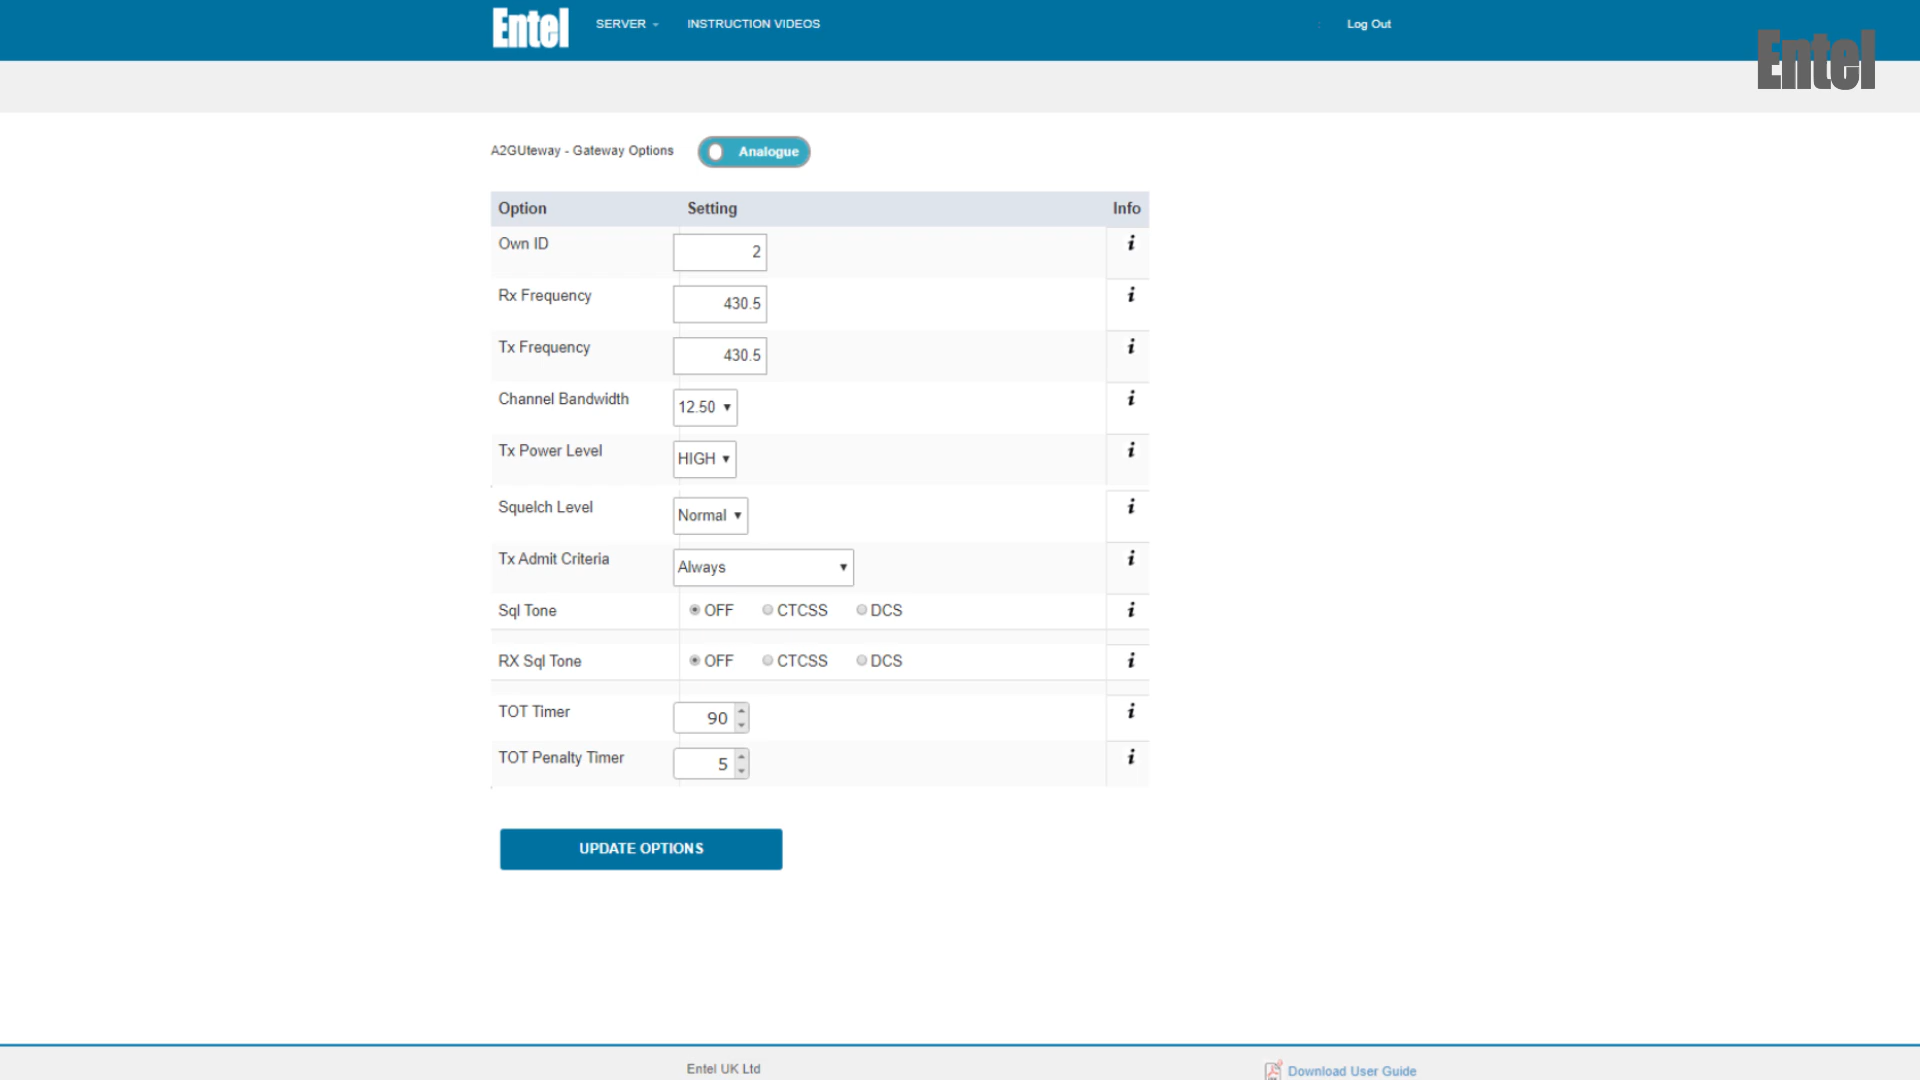 Entel SERVER INSTRUCTION VIDEOS Log Out
Entel
A2GUteway - Gateway Options Analogue
Option Setting Info
Own ID 2 i
Rx Frequency 430.5 i
Tx Frequency 430.5 i
Channel Bandwidth 12.50 i
Tx Power Level HIGH i
Squelch Level Normal i
Tx Admit Criteria Always i
Sql Tone OFF CTCSS DCS i
RX Sql Tone OFF CTCSS DCS i
TOT Timer 90 i
TOT Penalty Timer 5 i
UPDATE OPTIONS
Entel UK Ltd Download User Guide